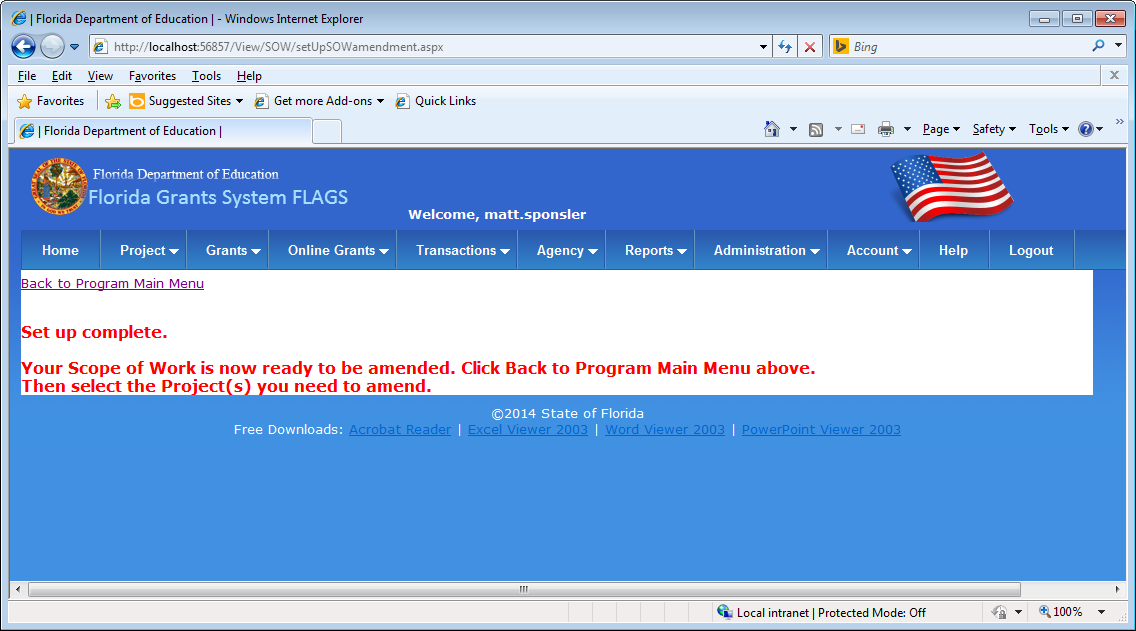 | Florida Department of Education | - Windows Internet Explorer
http://localhost:56857/View/SOW/setUpSOWamendment.aspx
Bing
File Edit View Favorites Tools Help
Favorites Suggested Sites Get more Add-ons Quick Links
| Florida Department of Education |
Page Safety Tools
Florida Department of Education
Florida Grants System FLAGS
Welcome, matt.sponsler
Home Project Grants Online Grants Transactions Agency Reports Administration Account Help Logout
Back to Program Main Menu
Set up complete.
Your Scope of Work is now ready to be amended. Click Back to Program Main Menu above.
Then select the Project(s) you need to amend.
©2014 State of Florida
Free Downloads: Acrobat Reader | Excel Viewer 2003 | Word Viewer 2003 | PowerPoint Viewer 2003
Local intranet | Protected Mode: Off
100%